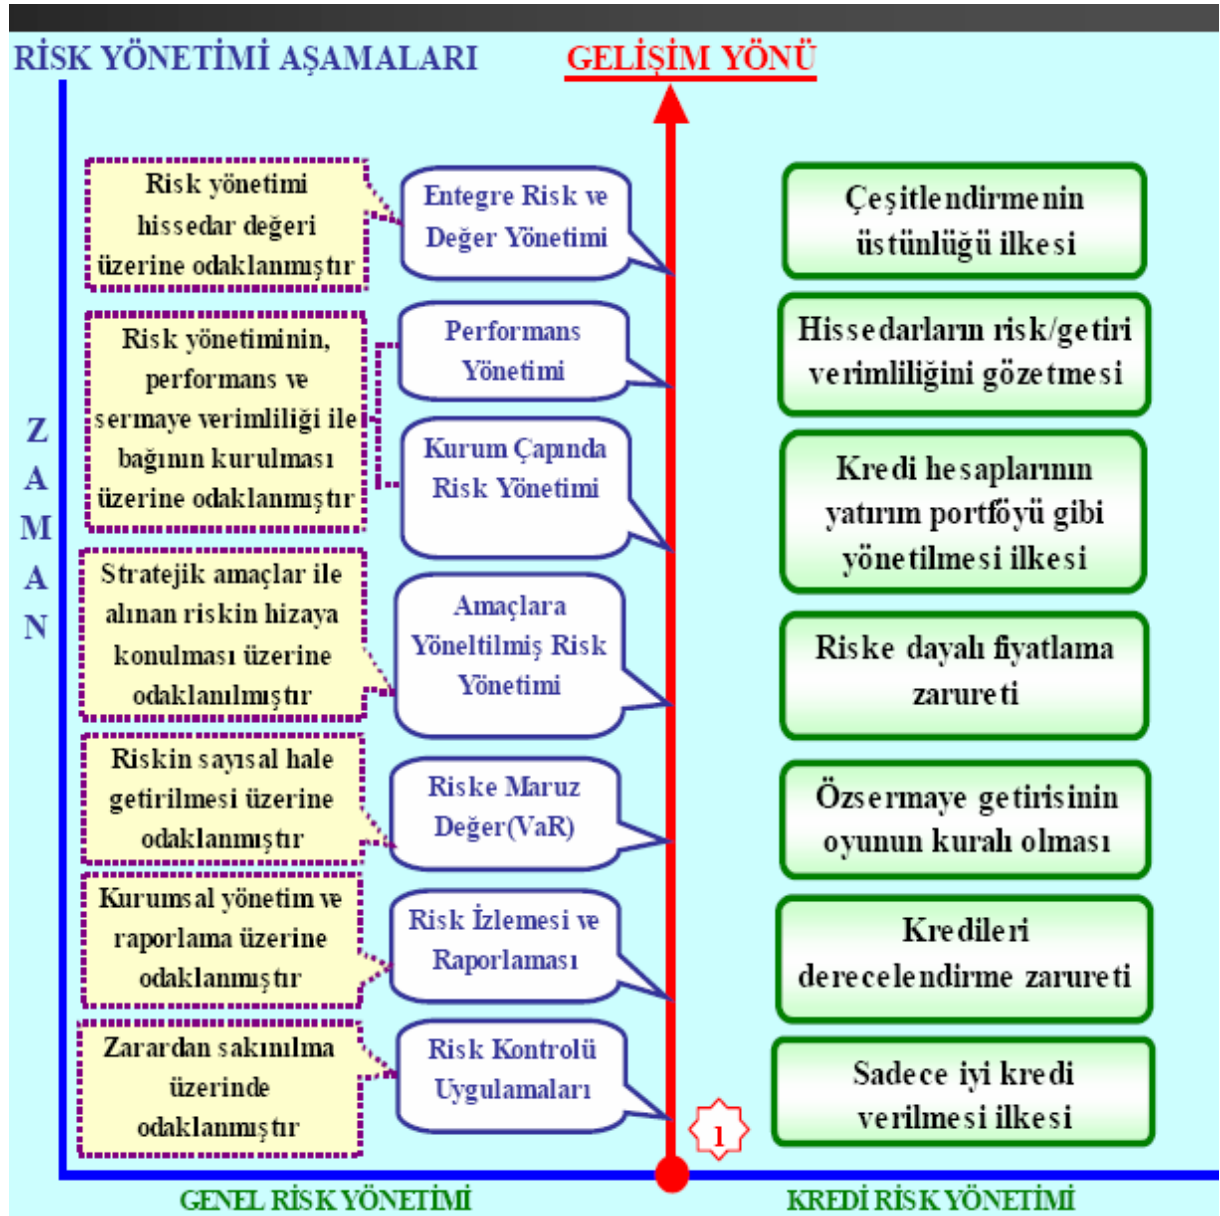 RİSK YÖNETİMİ AŞAMALARI
GELİŞİM YÖNÜ
Risk yönetimi
hissedar değeri
üzerine odaklanmıştır
Entegre Risk ve
Değer Yönetimi
Çeşitlendirmenin
üstünlüğü ilkesi
Risk yönetiminin,
performans ve
sermaye verimliliği ile
bağının kurulması
üzerine odaklanmıştır
Performans
Yönetimi
Hissedarların risk/getiri
verimliliğini gözetmesi
Kurum Çapında
Risk Yönetimi
Kredi hesaplarının
yatırım portföyü gibi
yönetilmesi ilkesi
Z
A
M
A
N
Stratejik amaçlar ile
alınan riskin hizaya
konulması üzerine
odaklanılmıştır
Amaçlara
Yöneltilmiş Risk
Yönetimi
Riske dayalı fiyatlama
zarureti
Riskin sayısal hale
getirilmesi üzerine
odaklanmıştır
Riske Maruz
Değer(VaR)
Özsermaye getirisinin
oyunun kuralı olması
Kurumsal yönetim ve
raporlama üzerine
odaklanmıştır
Risk İzlemesi ve
Raporlaması
Kredileri
derecelendirme zarureti
Zarardan sakınılma
üzerinde
odaklanmıştır
Risk Kontrolü
Uygulamaları
1
Sadece iyi kredi
verilmesi ilkesi
GENEL RİSK YÖNETİMİ
KREDİ RİSK YÖNETİMİ